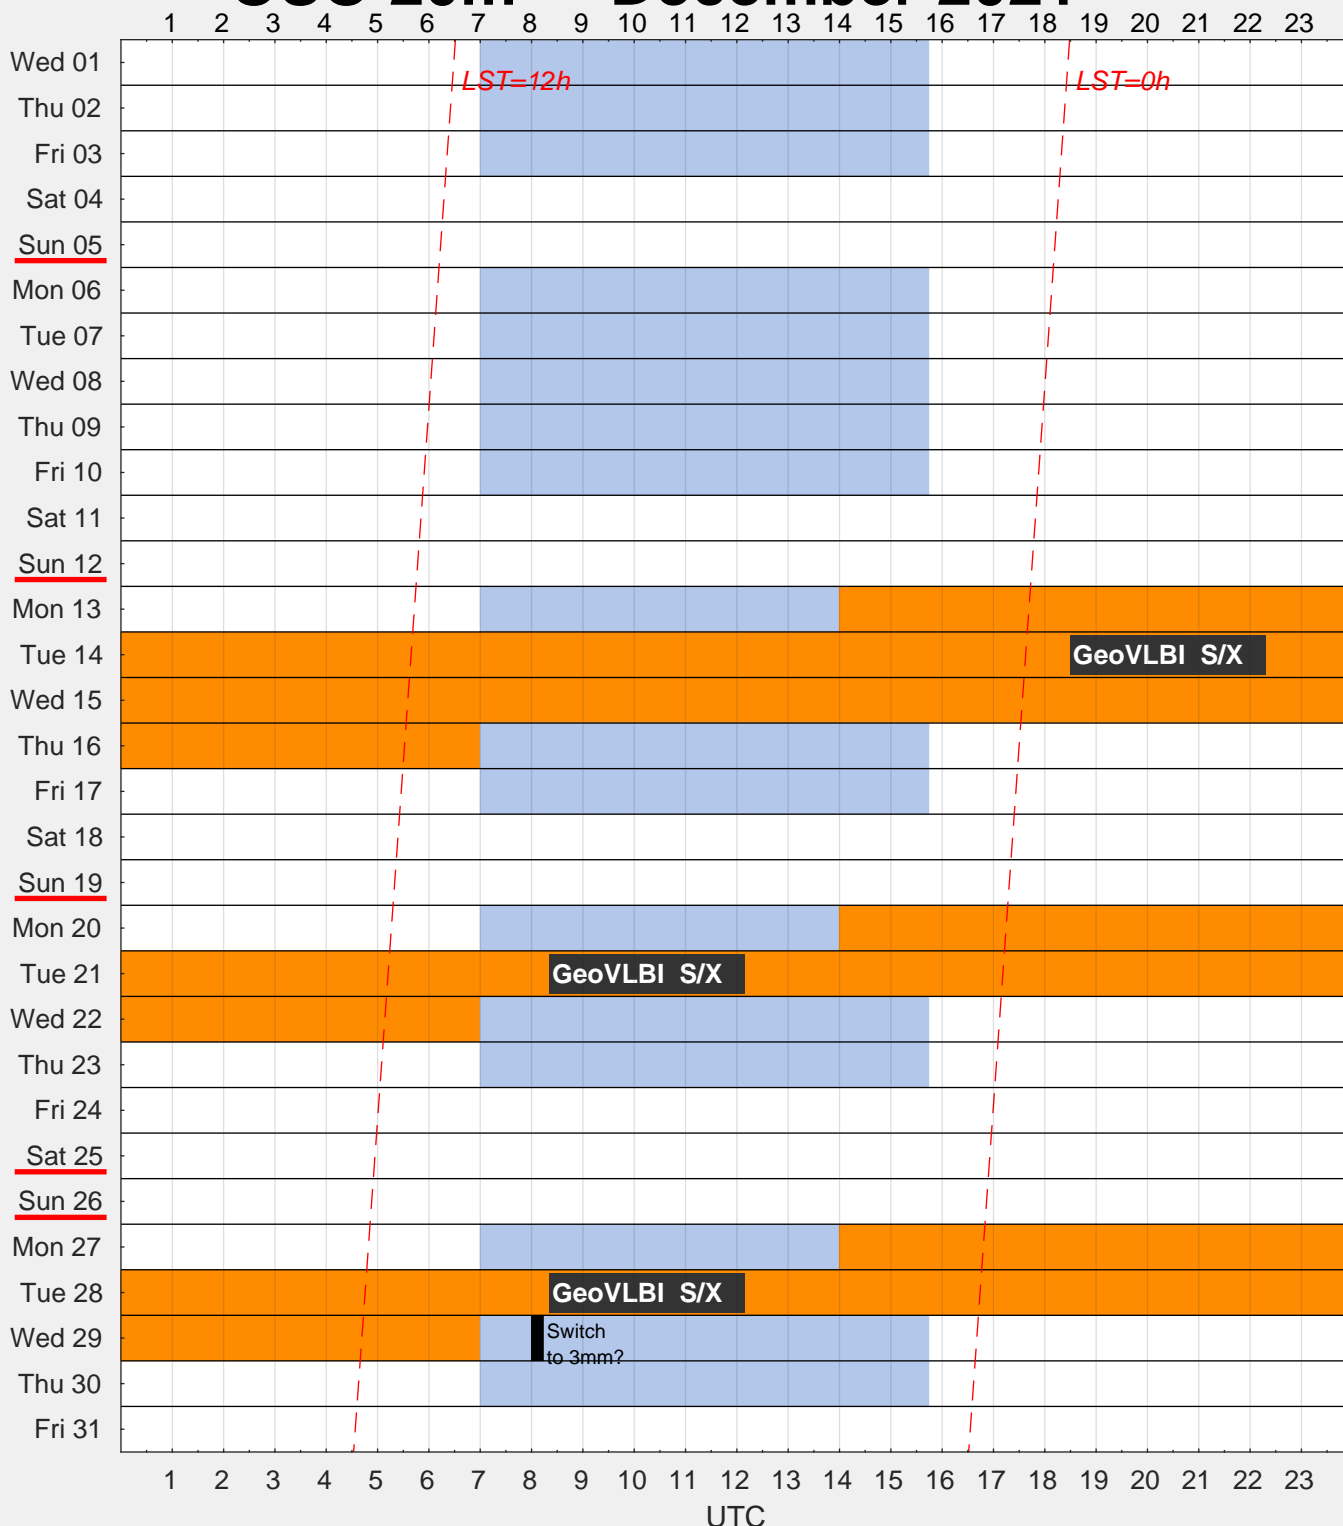 1 2 3 4 5 6 7 8 9 10 11 12 13 14 15 16 17 18 19 20 21 22 23
Wed 01
LST=12h LST=0h
Thu 02
Fri 03
Sat 04
Sun 05
Mon 06
Tue 07
Wed 08
Thu 09
Fri 10
Sat 11
Sun 12
Mon 13
Tue 14 GeoVLBI S/X
Wed 15
Thu 16
Fri 17
Sat 18
Sun 19
Mon 20
Tue 21 GeoVLBI S/X
Wed 22
Thu 23
Fri 24
Sat 25
Sun 26
Mon 27
Tue 28 GeoVLBI S/X
Wed 29 Switch
to 3mm?
Thu 30
Fri 31
1 2 3 4 5 6 7 8 9 10 11 12 13 14 15 16 17 18 19 20 21 22 23
UTC